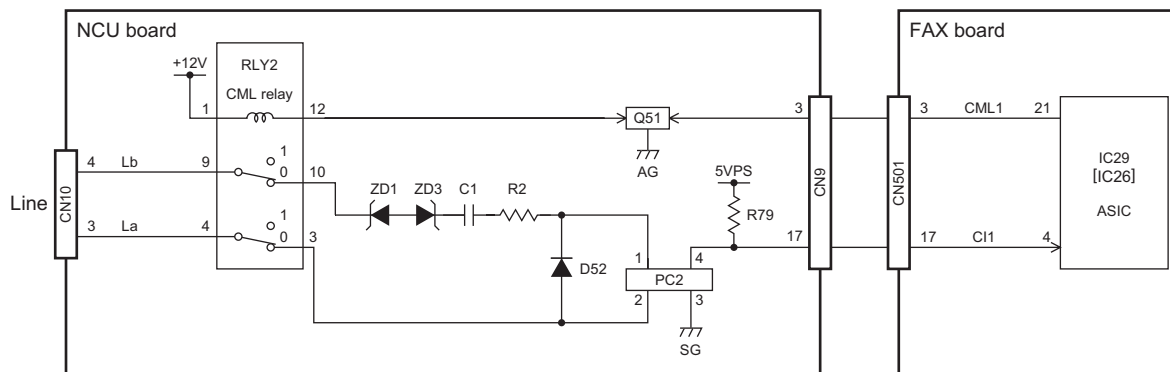 NCU board
FAX board
+12V
RLY2
CML relay
1
12
Q51
AG
3
CN9
3
CML1
21
CN501
IC29
[IC26]
ASIC
Line
CN10
4
Lb
9
1
0
10
ZD1
ZD3
C1
R2
5VPS
R79
3
La
4
1
0
3
D52
1
4
PC2
2
3
SG
17
17
CI1
4